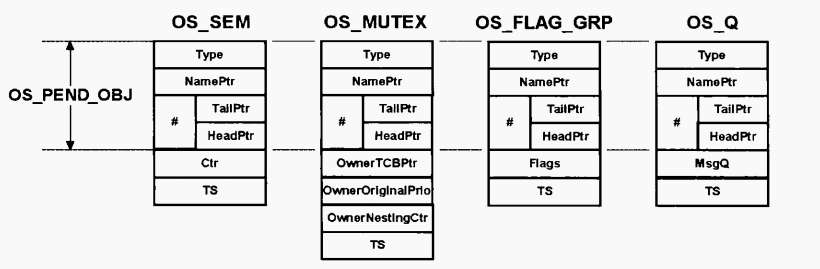 OS_SEM OS_MUTEX OS_FLAG_GRP OS_Q
Type Type Type Type
NamePtr NamePtr NamePtr NamePtr
OS_PEND_OBJ
# TailPtr # TailPtr # TailPtr # TailPtr
HeadPtr HeadPtr HeadPtr HeadPtr
Ctr OwnerTCBPtr Flags MsgQ
TS OwnerOriginalPrio TS TS
OwnerNestingCtr
TS